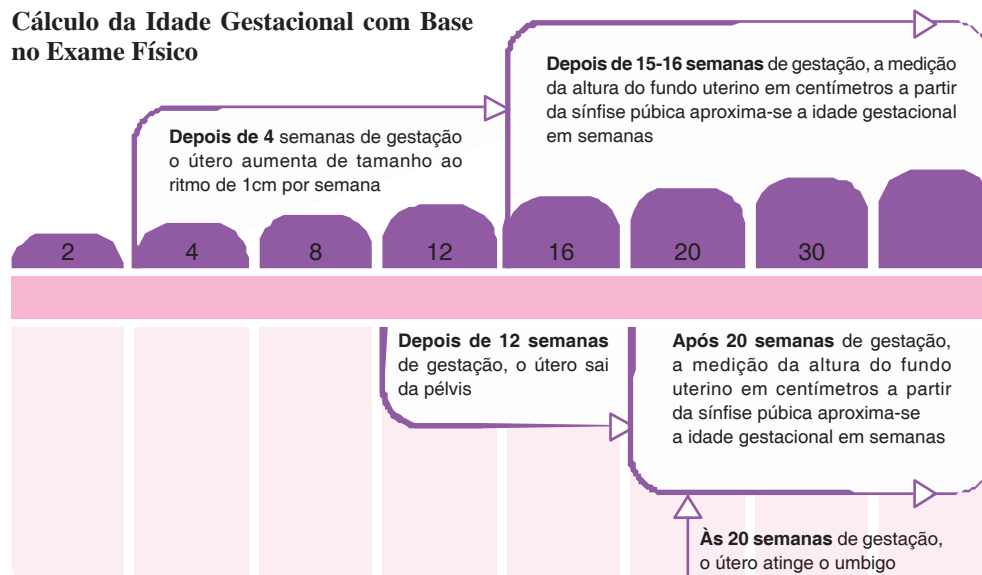 Cálculo da Idade Gestacional com Base
no Exame Físico
Depois de 15-16 semanas de gestação, a medição
da altura do fundo uterino em centímetros a partir
da sínfise púbica aproxima-se a idade gestacional
em semanas
Depois de 4 semanas de gestação
o útero aumenta de tamanho ao
ritmo de 1cm por semana
2 4 8 12 16 20 30
Depois de 12 semanas
de gestação, o útero sai
da pélvis
Após 20 semanas de gestação,
a medição da altura do fundo
uterino em centímetros a partir
da sínfise púbica aproxima-se
a idade gestacional em semanas
Às 20 semanas de gestação,
o útero atinge o umbigo